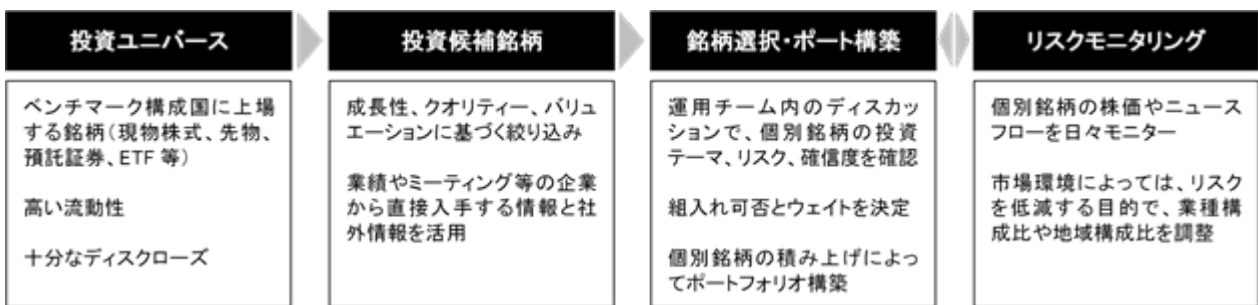 投資ユニバース
ベンチマーク構成国に上場
する銘柄(現物株式、先物、
預託証券、ETF 等)
高い流動性
十分なディスクローズ
投資候補銘柄
成長性、クオリティー、バリュ
エーションに基づく絞り込み
業績やミーティング等の企業
から直接入手する情報と社
外情報を活用
銘柄選択・ポート構築
運用チーム内のディスカッ
ションで、個別銘柄の投資
テーマ、リスク、確信度を確認
組入れ可否とウェイトを決定
個別銘柄の積み上げによっ
てポートフォリオ構築
リスクモニタリング
個別銘柄の株価やニュース
フローを日々モニター
市場環境によっては、リスク
を低減する目的で、業種構
成比や地域構成比を調整